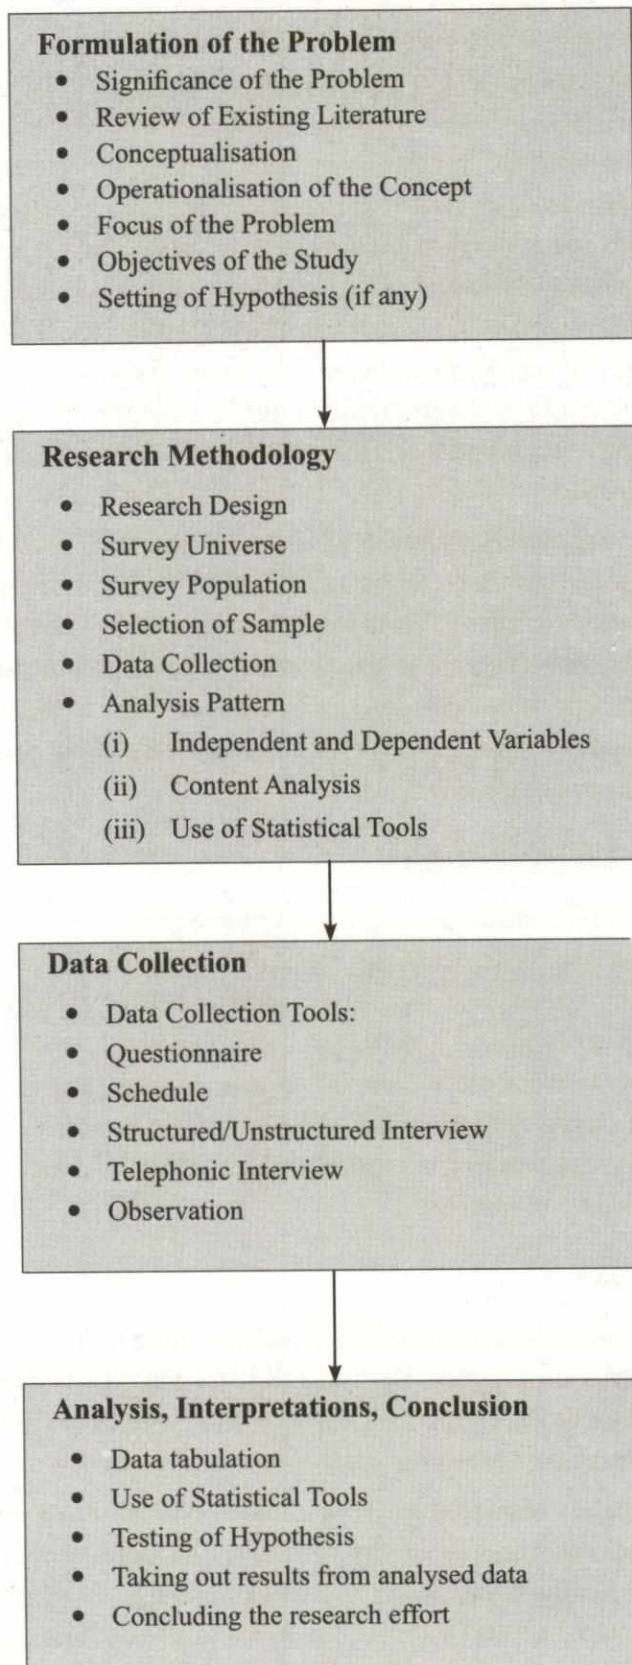 Formulation of the Problem
• Significance of the Problem
• Review of Existing Literature
• Conceptualisation
• Operationalisation of the Concept
• Focus of the Problem
• Objectives of the Study
• Setting of Hypothesis (if any)
Research Methodology
• Research Design
• Survey Universe
• Survey Population
• Selection of Sample
• Data Collection
• Analysis Pattern
(i) Independent and Dependent Variables
(ii) Content Analysis
(iii) Use of Statistical Tools
Data Collection
• Data Collection Tools:
• Questionnaire
• Schedule
• Structured/Unstructured Interview
• Telephonic Interview
• Observation
Analysis, Interpretations, Conclusion
• Data tabulation
• Use of Statistical Tools
• Testing of Hypothesis
• Taking out results from analysed data
• Concluding the research effort